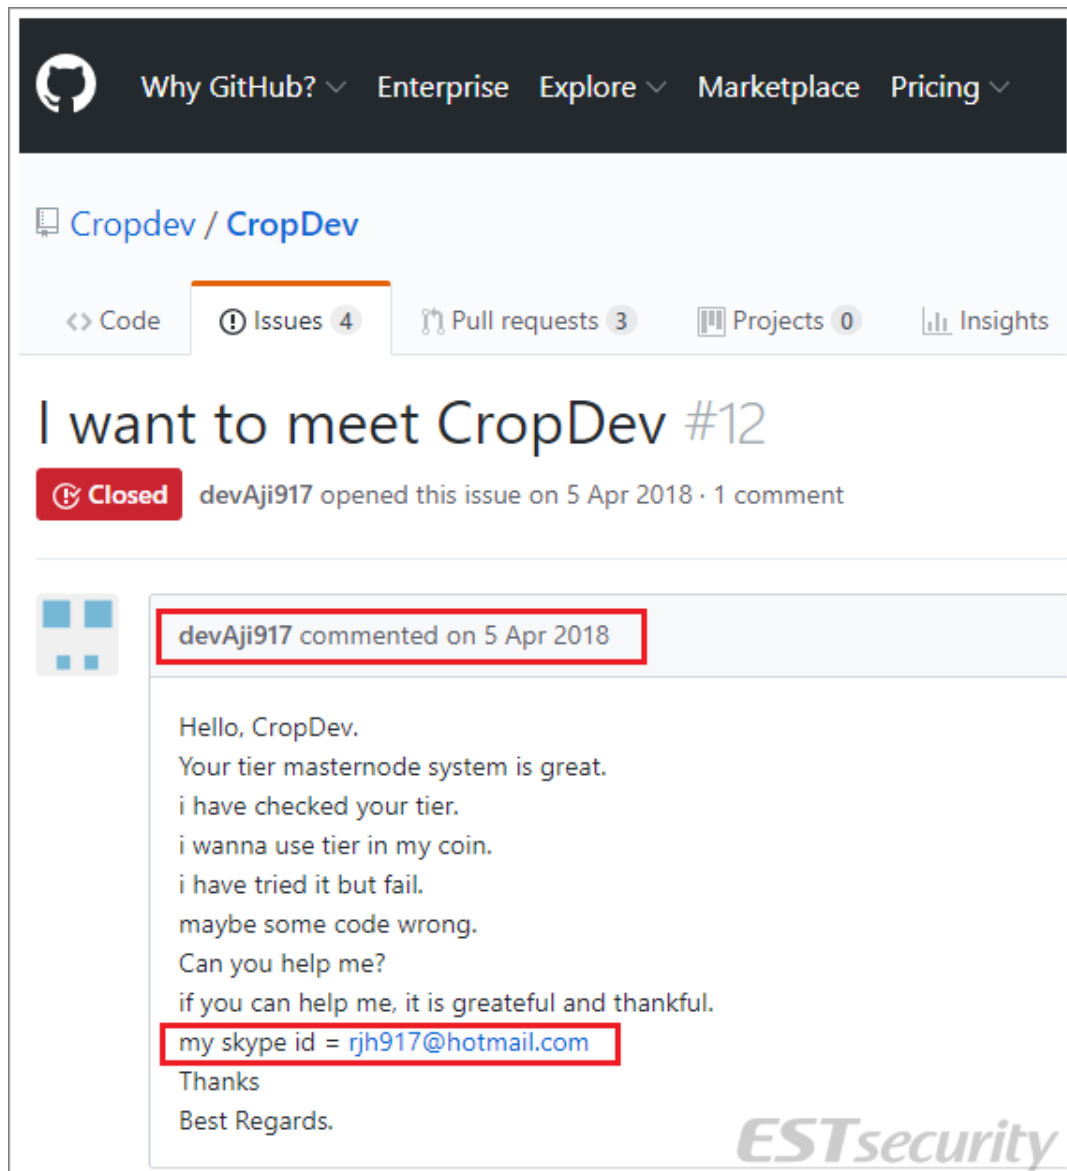 Why GitHub? Enterprise Explore Marketplace Pricing
Cropdev / CropDev
Code Issues 4 Pull requests 3 Projects 0 Insights
I want to meet CropDev #12
Closed devAji917 opened this issue on 5 Apr 2018 · 1 comment
devAji917 commented on 5 Apr 2018
Hello, CropDev.
Your tier masternode system is great.
i have checked your tier.
i wanna use tier in my coin.
i have tried it but fail.
maybe some code wrong.
Can you help me?
if you can help me, it is greateful and thankful.
my skype id = rjh917@hotmail.com
Thanks
Best Regards.
ESTsecurity